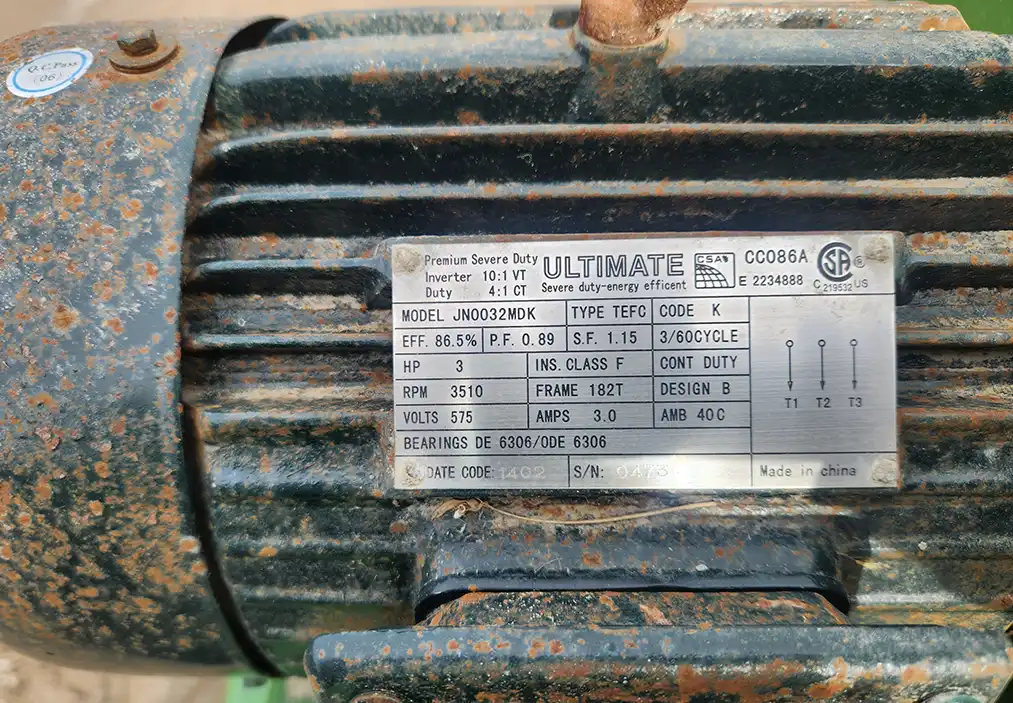 Q.C.Pass
(06)
Premium Severe Duty
Inverter 10:1 VT
Duty 4:1 CT
ULTIMATE
Severe duty-energy efficent
CSA
CC086A
E 2234888
C 219532 US
MODEL JN0032MDK TYPE TEFC CODE K
EFF. 86.5% P.F. 0.89 S.F. 1.15 3/60CYCLE
HP 3 INS. CLASS F CONT DUTY
RPM 3510 FRAME 182T DESIGN B
VOLTS 575 AMPS 3.0 AMB 40C
T1 T2 T3
BEARINGS DE 6306/ODE 6306
DATE CODE: 1402 S/N: Made in china